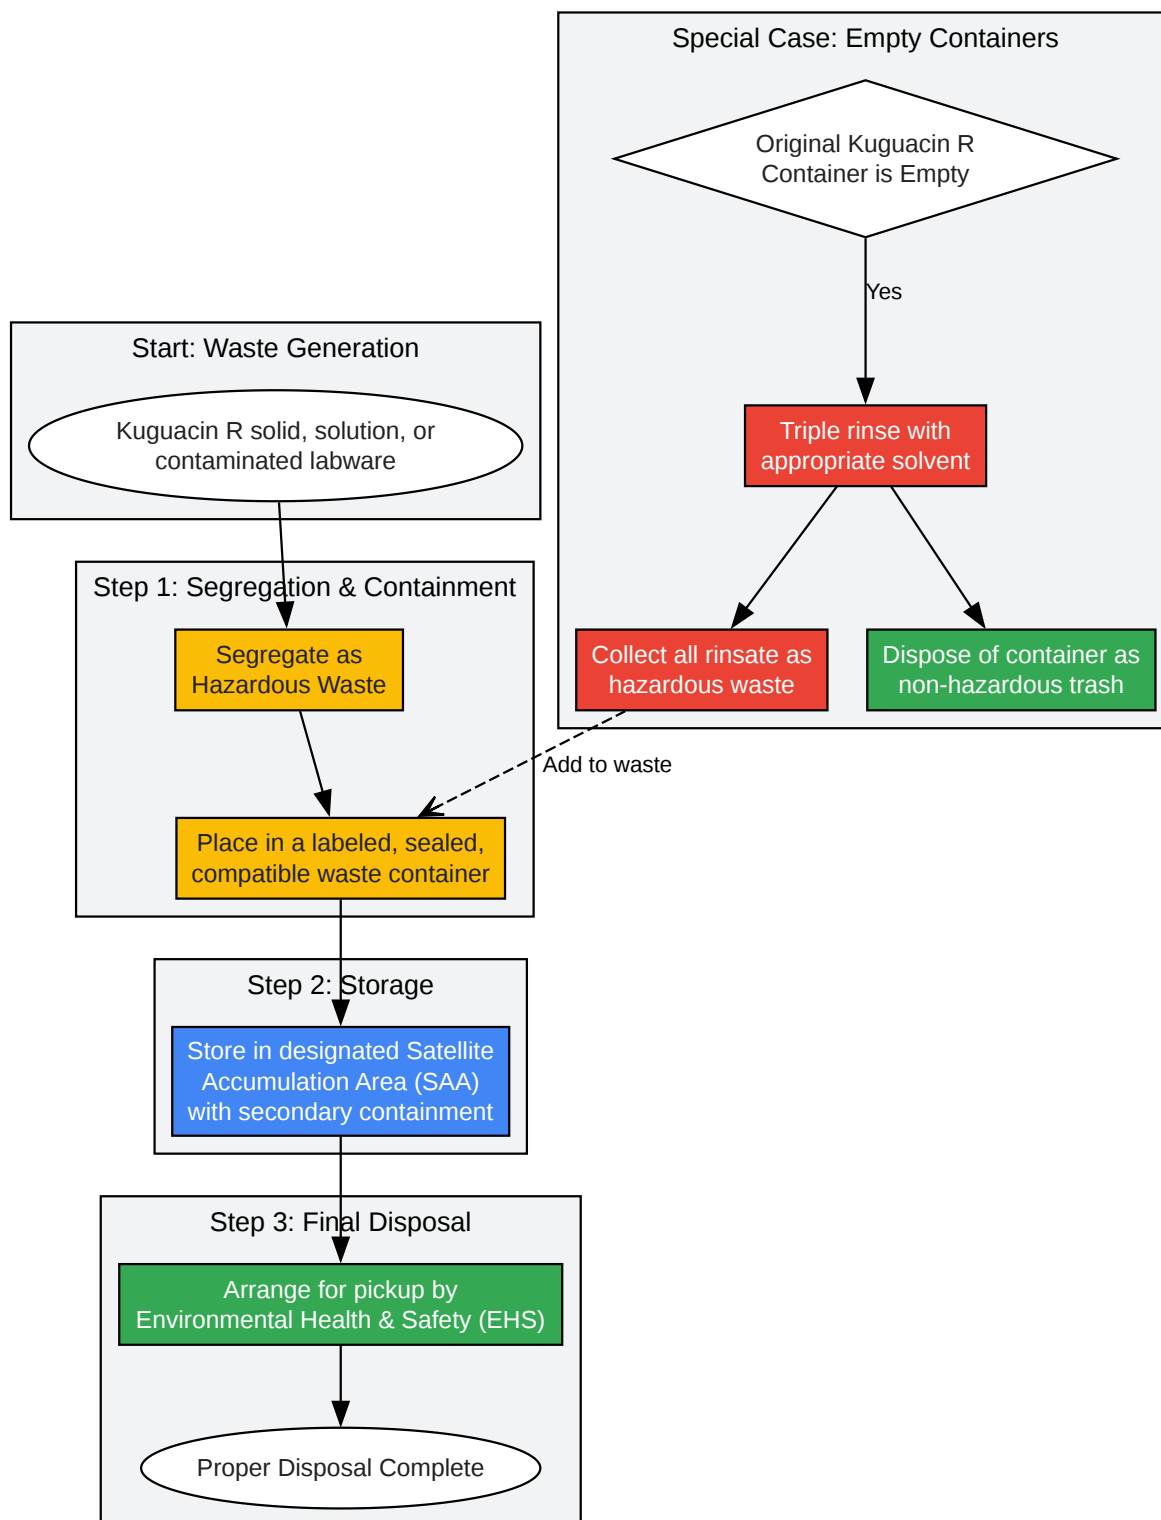 Special Case: Empty Containers
Original Kuguacin R
Container is Empty
Yes
Triple rinse with
appropriate solvent
Collect all rinsate as
hazardous waste
Dispose of container as
non-hazardous trash
Add to waste
Start: Waste Generation
Kuguacin R solid, solution, or
contaminated labware
Step 1: Segregation & Containment
Segregate as
Hazardous Waste
Place in a labeled, sealed,
compatible waste container
Step 2: Storage
Store in designated Satellite
Accumulation Area (SAA)
with secondary containment
Step 3: Final Disposal
Arrange for pickup by
Environmental Health & Safety (EHS)
Proper Disposal Complete